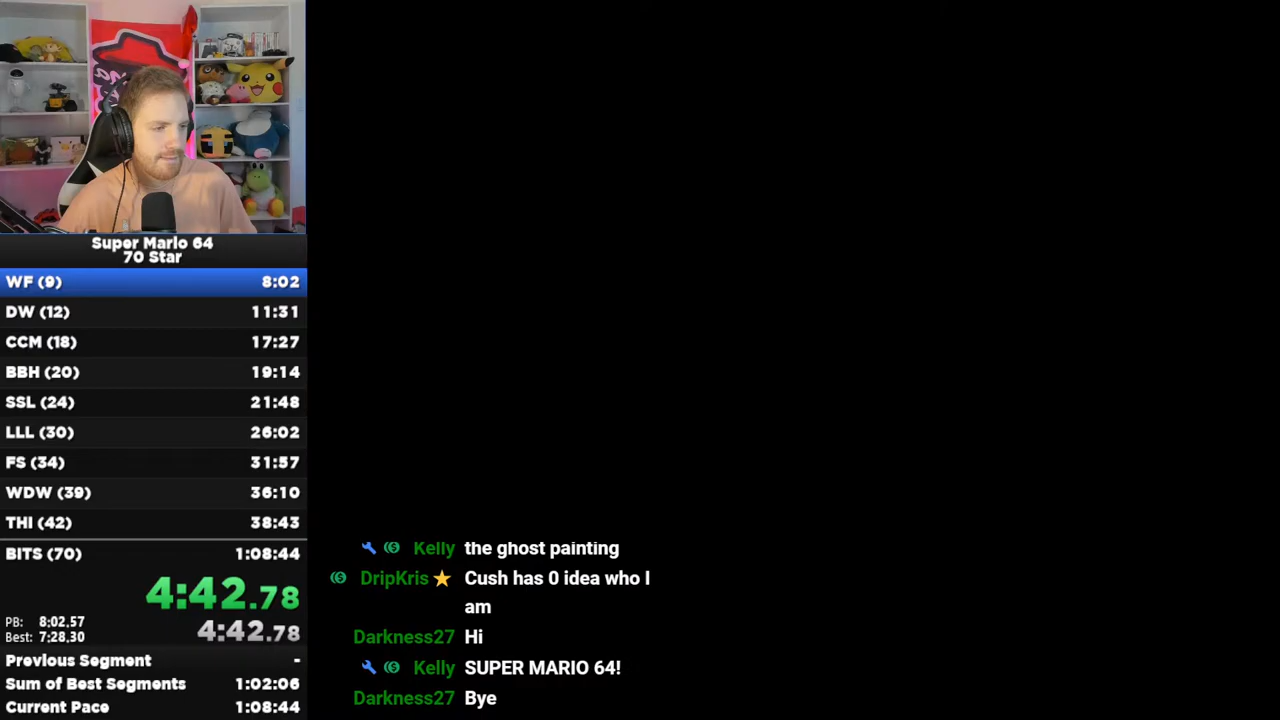 Super Mario 64
70 Star
WF (9) 8:02
DW (12) 11:31
CCM (18) 17:27
BBH (20) 19:14
SSL (24) 21:48
LLL (30) 26:02
FS (34) 31:57
WDW (39) 36:10
THI (42) 38:43
BITS (70) 1:08:44
4:42.78
PB: 8:02.57
Best: 7:28.30
4:42.78
Previous Segment -
Sum of Best Segments 1:02:06
Current Pace 1:08:44
Kelly the ghost painting
DripKris Cush has 0 idea who I
am
Darkness27 Hi
Kelly SUPER MARIO 64!
Darkness27 Bye